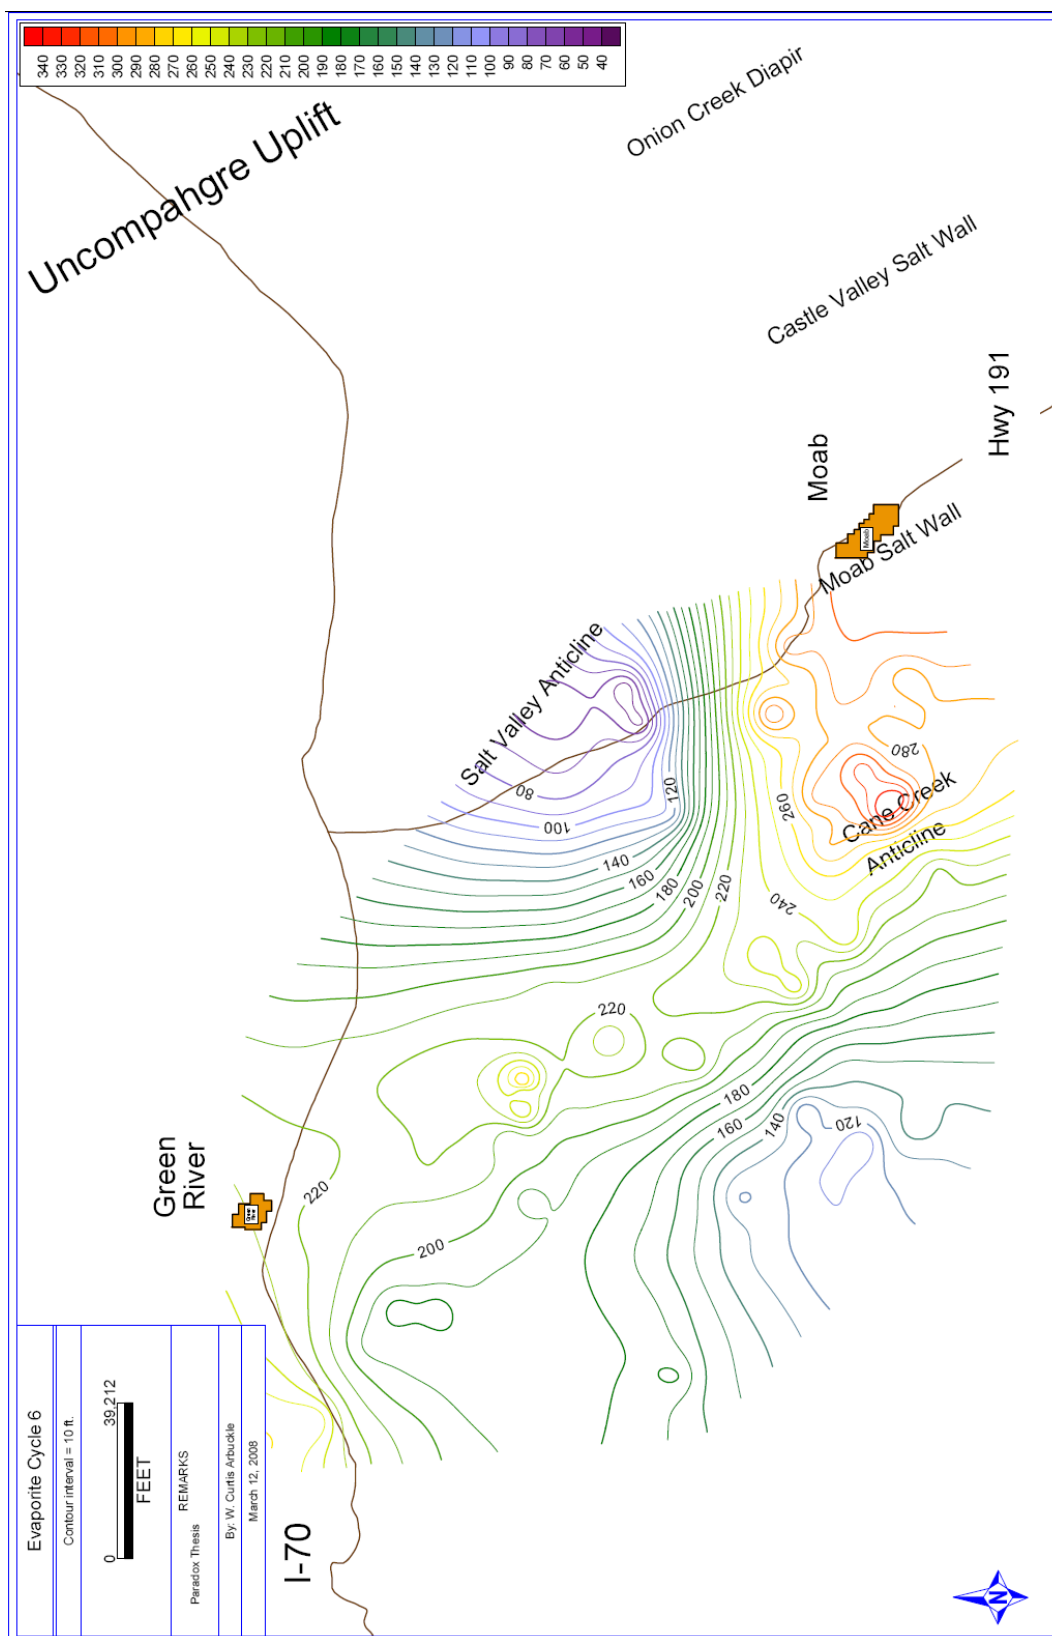 340
330
320
310
300
290
280
270
260
250
240
230
220
210
200
190
180
170
160
150
140
130
120
110
100
90
80
70
60
50
40
Uncompahgre Uplift
Onion Creek Diapir
Castle Valley Salt Wall
Hwy 191
Moab
Moab
Moab Salt Wall
Salt Valley Anticline
80
100
120
140
160
180
200
220
240
260
280
Cane Creek
Anticline
220
180
160
140
120
Green
River
Green
River
220
200
Evaporite Cycle 6
Contour interval = 10 ft.
0 39,212
FEET
REMARKS
Paradox Thesis
By: W. Curtis Arbuckle
March 12, 2008
I-70
N